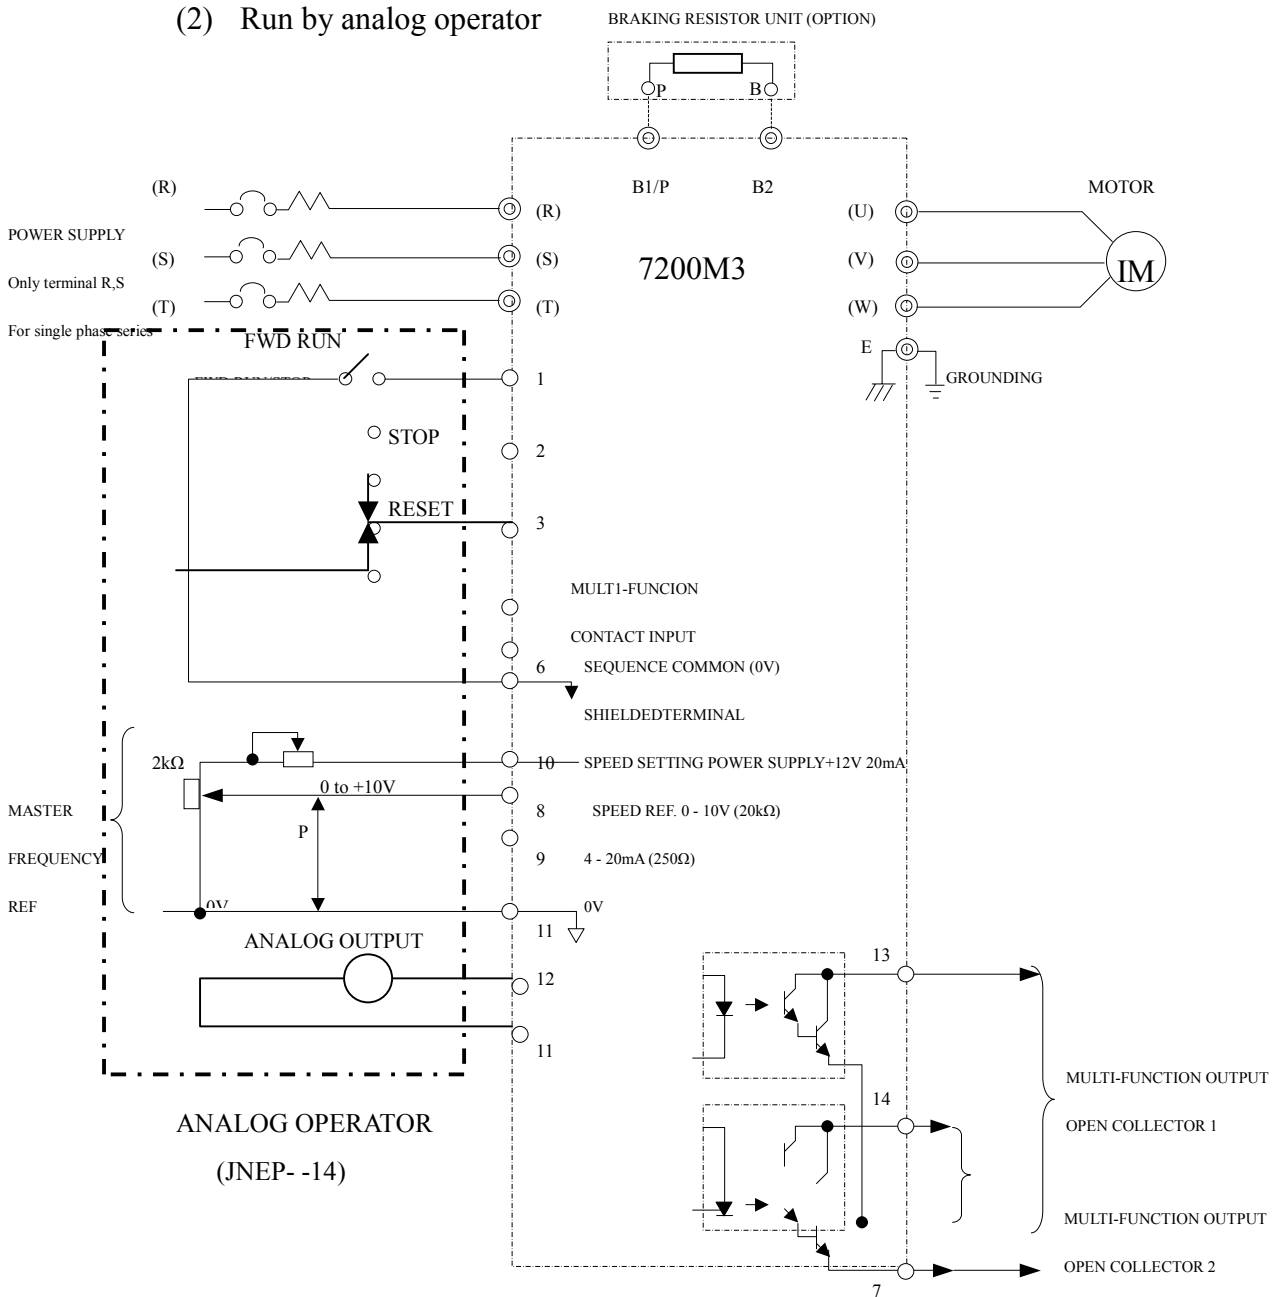 (2) Run by analog operator
BRAKING RESISTOR UNIT (OPTION)
P B
B1/P B2
MOTOR
(R) (R) (U)
POWER SUPPLY
(S) (S) 7200M3 (V) IM
Only terminal R,S
(T) (T) (W)
For single phase series
FWD RUN E
GROUNDING
FWD RUN/STOP 1
STOP
2
RESET
3
MULT1-FUNCION
CONTACT INPUT
6 SEQUENCE COMMON (0V)
SHIELDEDTERMINAL
2kΩ 10 SPEED SETTING POWER SUPPLY+12V 20mA
0 to +10V
MASTER 8 SPEED REF. 0 - 10V (20kΩ)
P
FREQUENCY 9 4 - 20mA (250Ω)
REF 0V 0V
11
ANALOG OUTPUT 13
12
11
MULTI-FUNCTION OUTPUT
14
ANALOG OPERATOR OPEN COLLECTOR 1
(JNEP- -14)
MULTI-FUNCTION OUTPUT
OPEN COLLECTOR 2
7